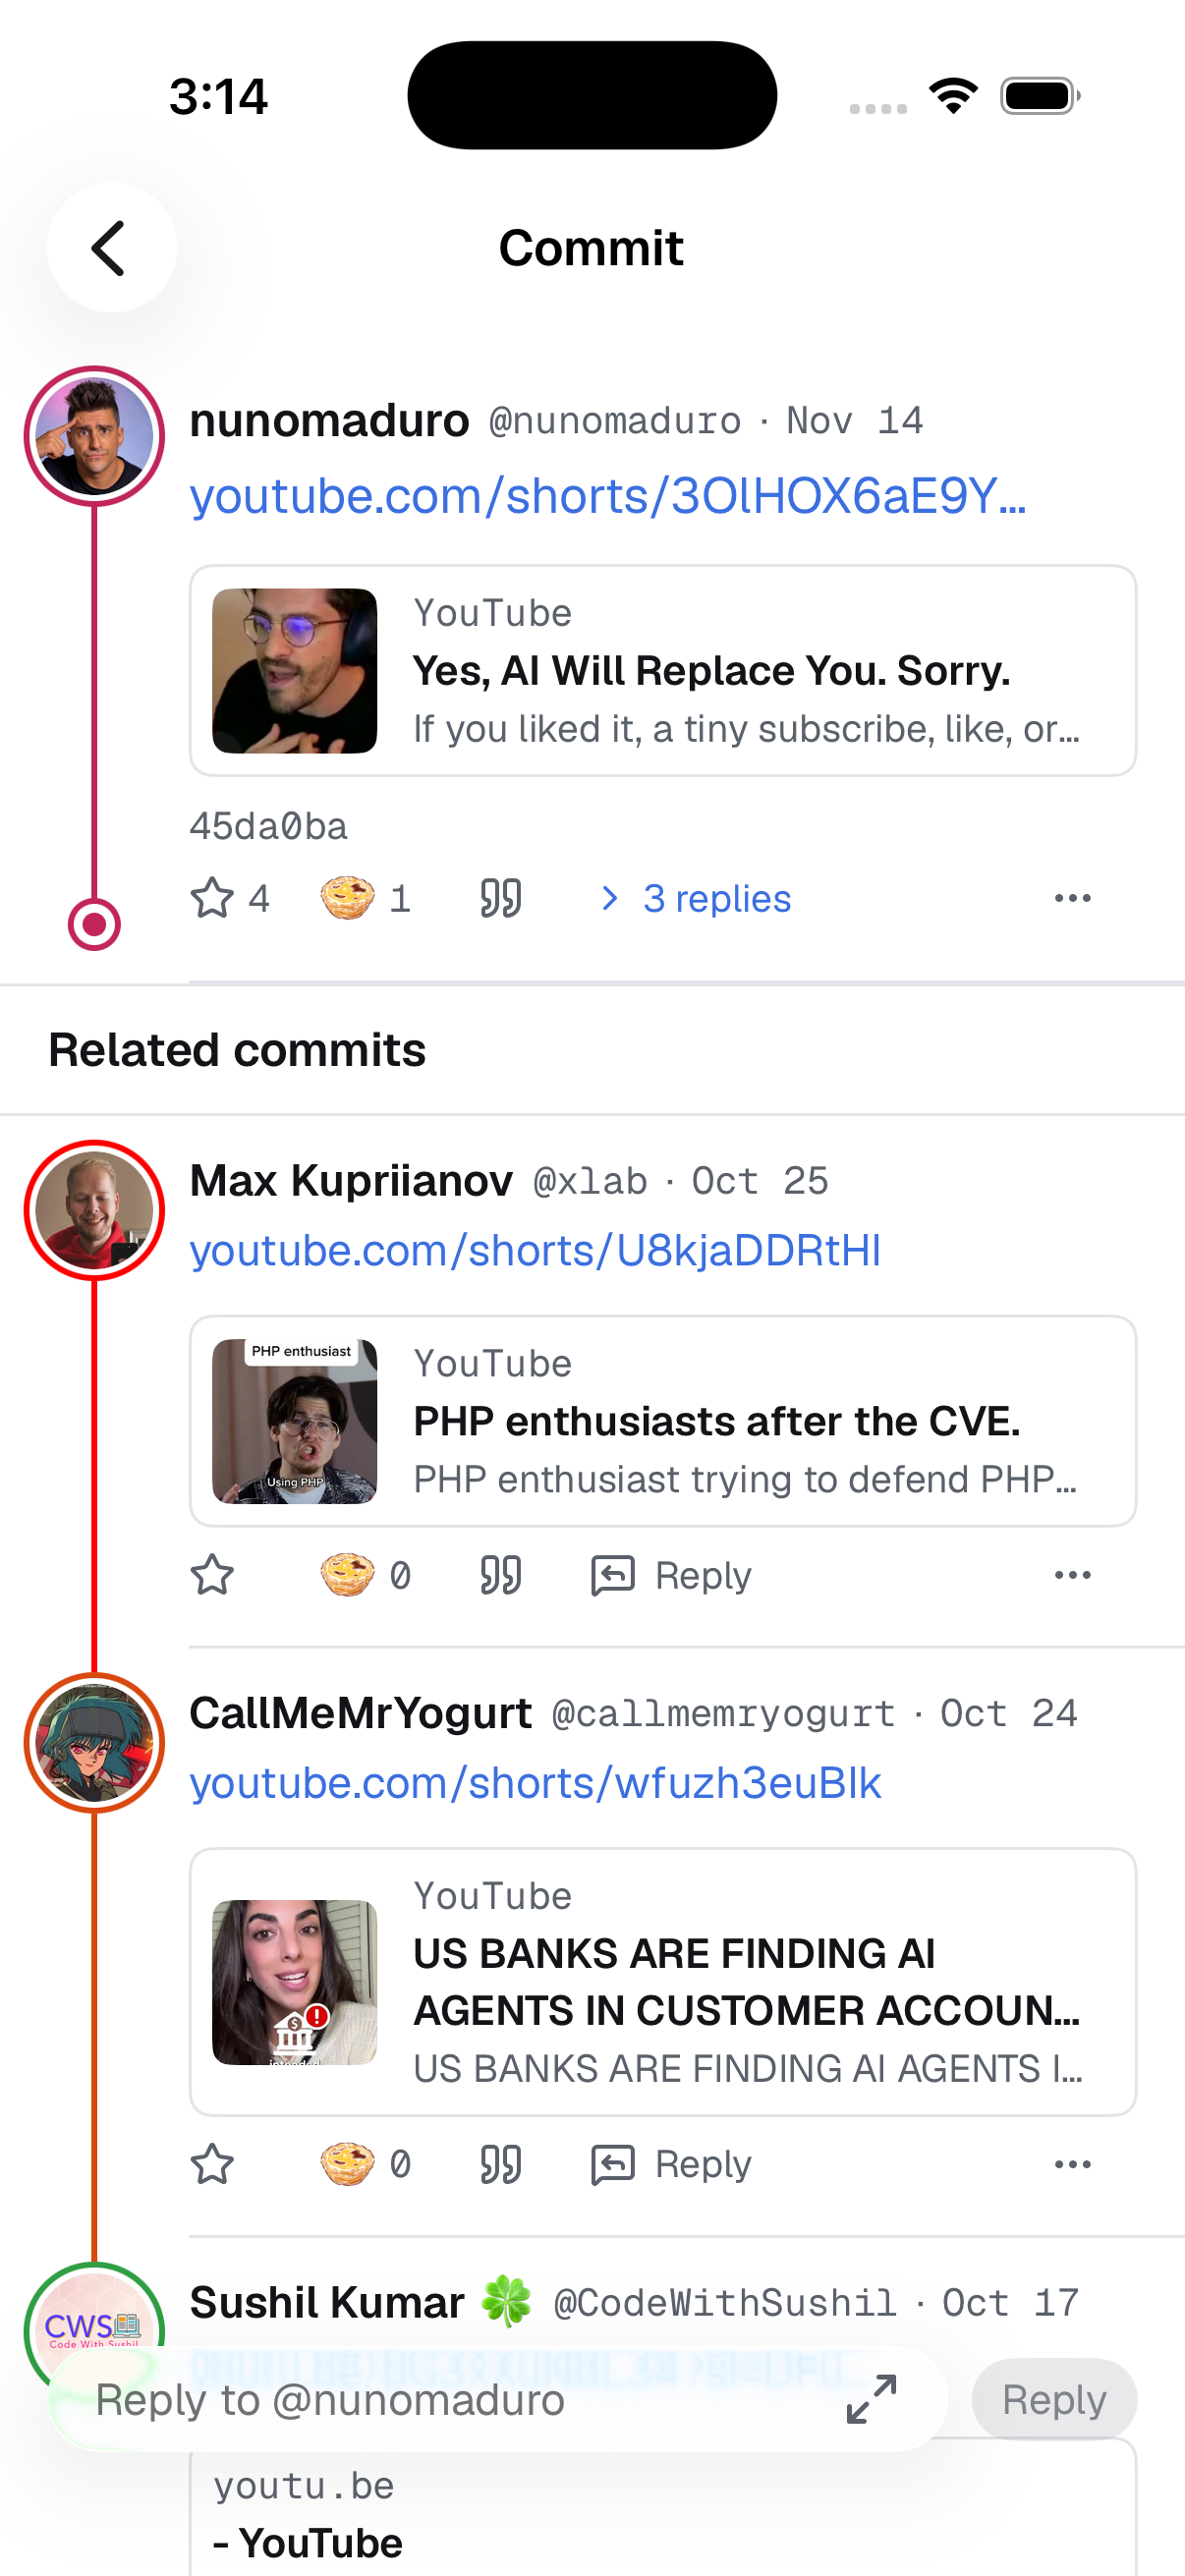 3:14
Commit
nunomaduro @nunomaduro · Nov 14
youtube.com/shorts/3OlHOX6aE9Y…
YouTube
Yes, AI Will Replace You. Sorry.
If you liked it, a tiny subscribe, like, or…
45da0ba
4 1 3 replies
Related commits
Max Kupriianov @xlab · Oct 25
youtube.com/shorts/U8kjaDDRtHI
PHP enthusiast
Using PHP
YouTube
PHP enthusiasts after the CVE.
PHP enthusiast trying to defend PHP…
0 Reply
CallMeMrYogurt @callmemryogurt · Oct 24
youtube.com/shorts/wfuzh3euBlk
YouTube
US BANKS ARE FINDING AI
AGENTS IN CUSTOMER ACCOUN…
US BANKS ARE FINDING AI AGENTS I…
intended
0 Reply
Sushil Kumar 🍀 @CodeWithSushil · Oct 17
CWS
Code With Sushil
Reply to @nunomaduro
Reply
youtu.be
- YouTube